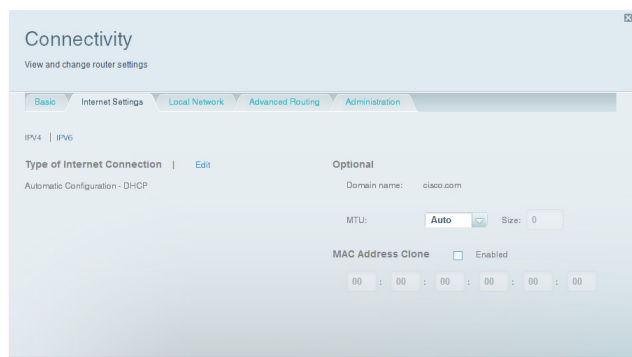 Connectivity
View and change router settings
Basic Internet Settings Local Network Advanced Routing Administration
IPV4 | IPV6
Type of Internet Connection | Edit
Automatic Configuration - DHCP
Optional
Domain name: cisco.com
MTU: Auto Size: 0
MAC Address Clone Enabled
00 : 00 : 00 : 00 : 00 : 00